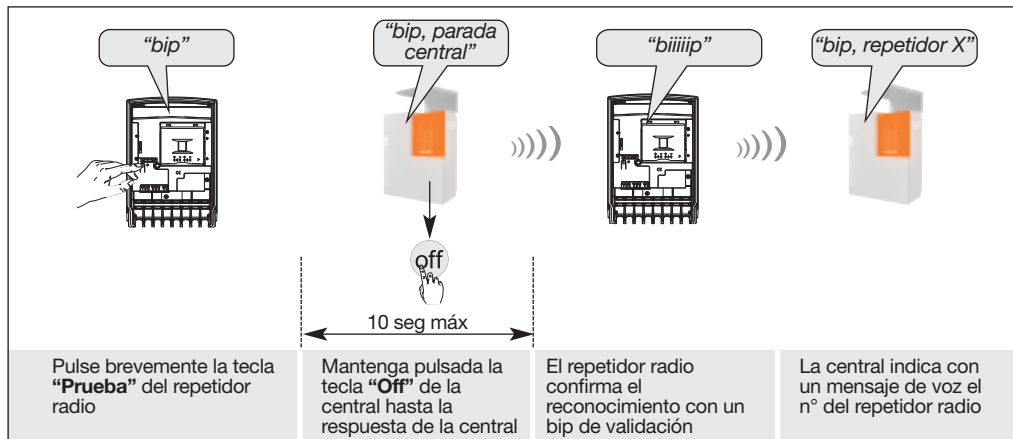 “bip”
“bip, parada
central”
“biiiiip”
“bip, repetidor X”
off
10 seg máx
Pulse brevemente la tecla
“Prueba” del repetidor
radio
Mantenga pulsada la
tecla “Off” de la
central hasta la
respuesta de la central
El repetidor radio
confirma el
reconocimiento con un
bip de validación
La central indica con
un mensaje de voz el
n° del repetidor radio